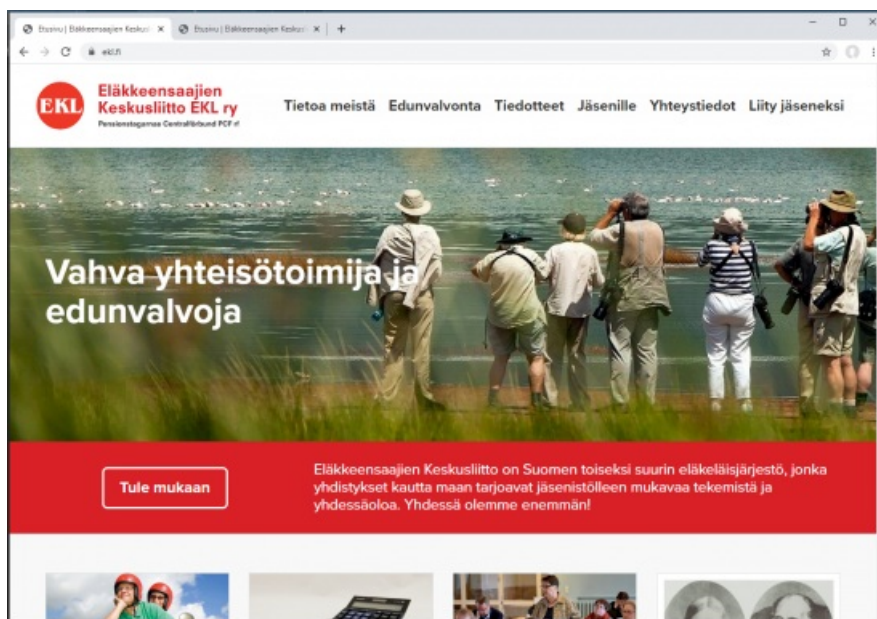 Etusivu | Eläkkeensaajien Keskusl
Etusivu | Eläkkeensaajien Keskusl
ekl.fi
EKL
Eläkkeensaajien
Keskusliitto EKL ry
Pensionstagarnas Centralförbund PCF rf
Tietoa meistä Edunvalvonta Tiedotteet Jäsenille Yhteystiedot Liity jäseneksi
Vahva yhteisötoimija ja
edunvalvoja
Tule mukaan
Eläkkeensaajien Keskusliitto on Suomen toiseksi suurin eläkeläisjärjestö, jonka
yhdistykset kautta maan tarjoavat jäsenistölleen mukavaa tekemistä ja
yhdessäoloa. Yhdessä olemme enemmän!